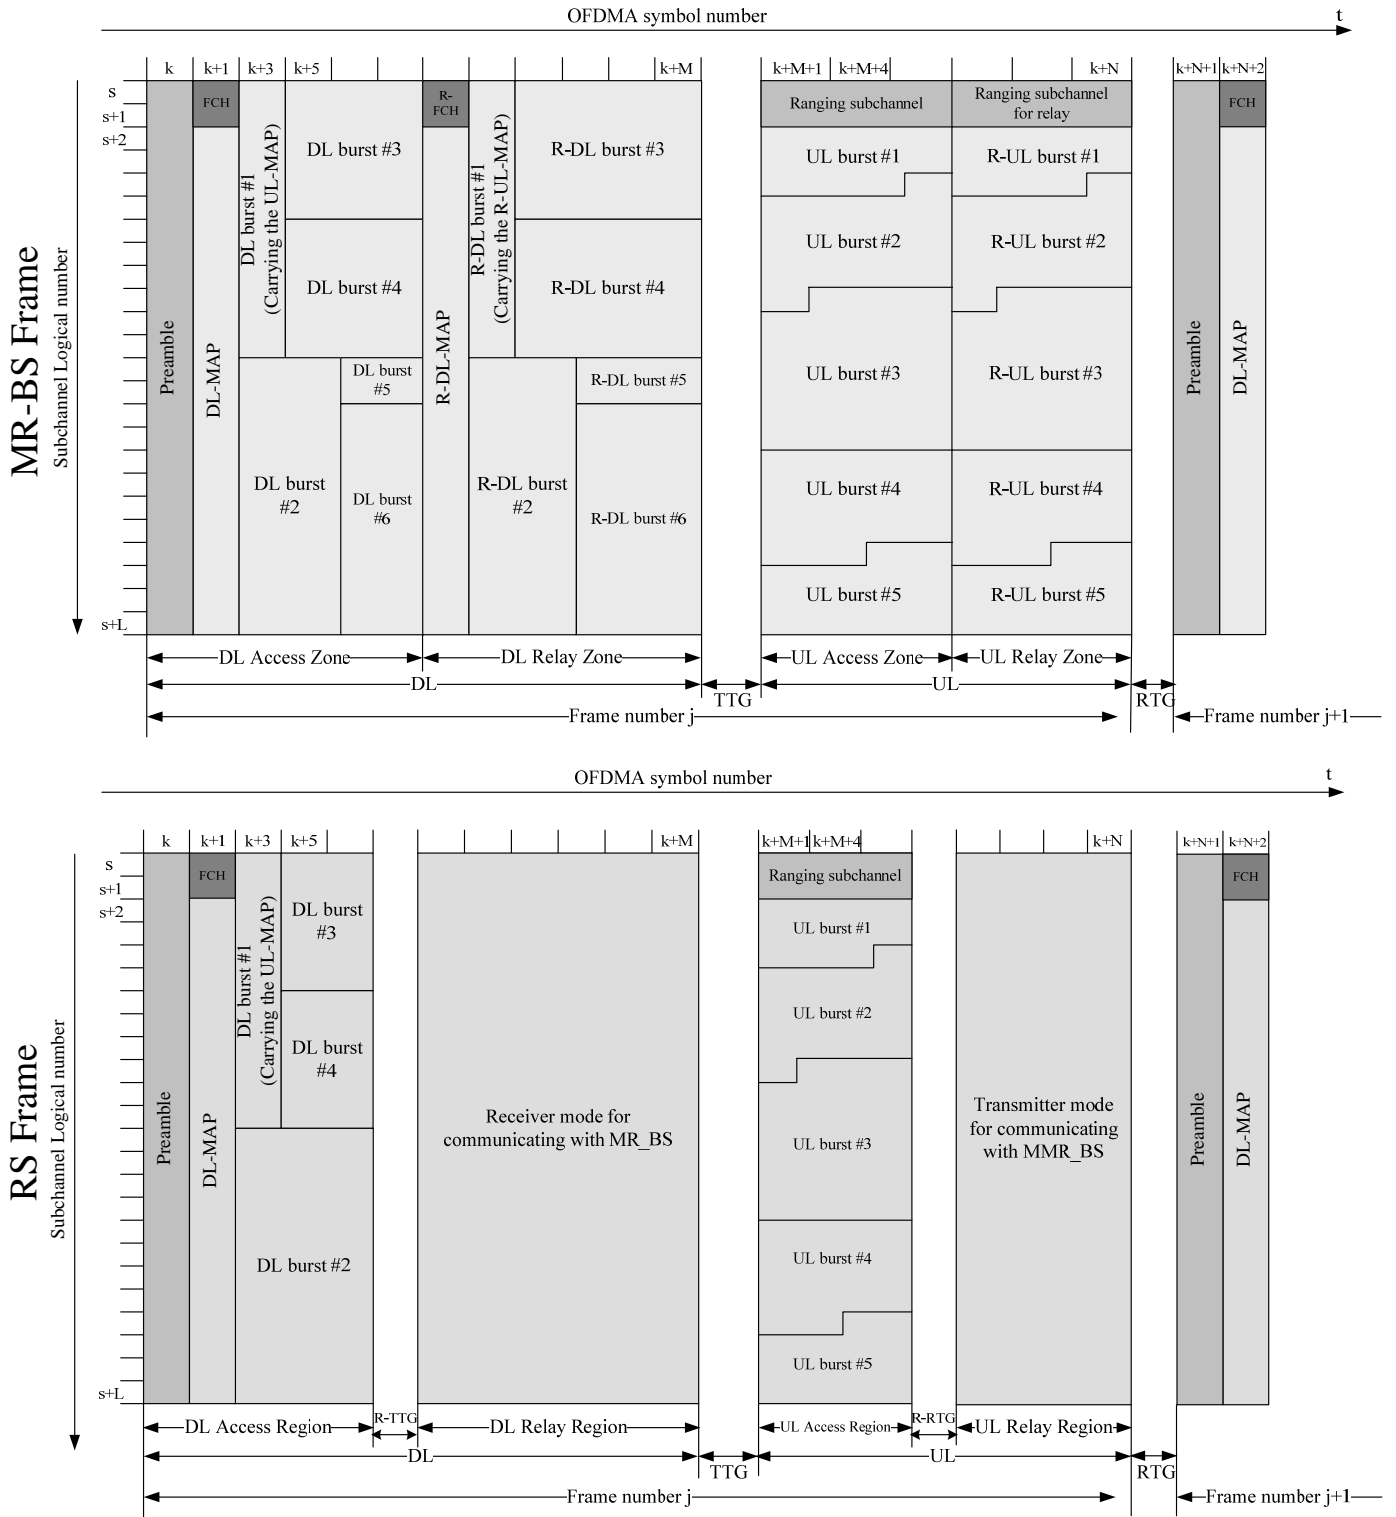 OFDMA symbol number
t
k
k+1
k+3
k+5
k+M
k+M+1
k+M+4
k+N
k+N+1
k+N+2
s
s+1
s+2
s+L
MR-BS Frame
Subchannel Logical number
Preamble
FCH
DL-MAP
DL burst #1
(Carrying the UL-MAP)
DL burst #3
DL burst #4
DL burst
#2
DL burst
#5
DL burst
#6
R-
FCH
R-DL-MAP
R-DL burst #1
(Carrying the R-UL-MAP)
R-DL burst #3
R-DL burst #4
R-DL burst
#2
R-DL burst #5
R-DL burst #6
Ranging subchannel
UL burst #1
UL burst #2
UL burst #3
UL burst #4
UL burst #5
Ranging subchannel
for relay
R-UL burst #1
R-UL burst #2
R-UL burst #3
R-UL burst #4
R-UL burst #5
Preamble
FCH
DL-MAP
DL Access Zone
DL Relay Zone
UL Access Zone
UL Relay Zone
DL
TTG
UL
RTG
Frame number j
Frame number j+1
OFDMA symbol number
t
k
k+1
k+3
k+5
k+M
k+M+1
k+M+4
k+N
k+N+1
k+N+2
s
s+1
s+2
s+L
RS Frame
Subchannel Logical number
Preamble
FCH
DL-MAP
DL burst #1
(Carrying the UL-MAP)
DL burst
#3
DL burst
#4
DL burst #2
Receiver mode for
communicating with MR_BS
Ranging subchannel
UL burst #1
UL burst #2
UL burst #3
UL burst #4
UL burst #5
Transmitter mode
for communicating
with MMR_BS
Preamble
FCH
DL-MAP
DL Access Region
R-TTG
DL Relay Region
UL Access Region
R-RTG
UL Relay Region
DL
TTG
UL
RTG
Frame number j
Frame number j+1